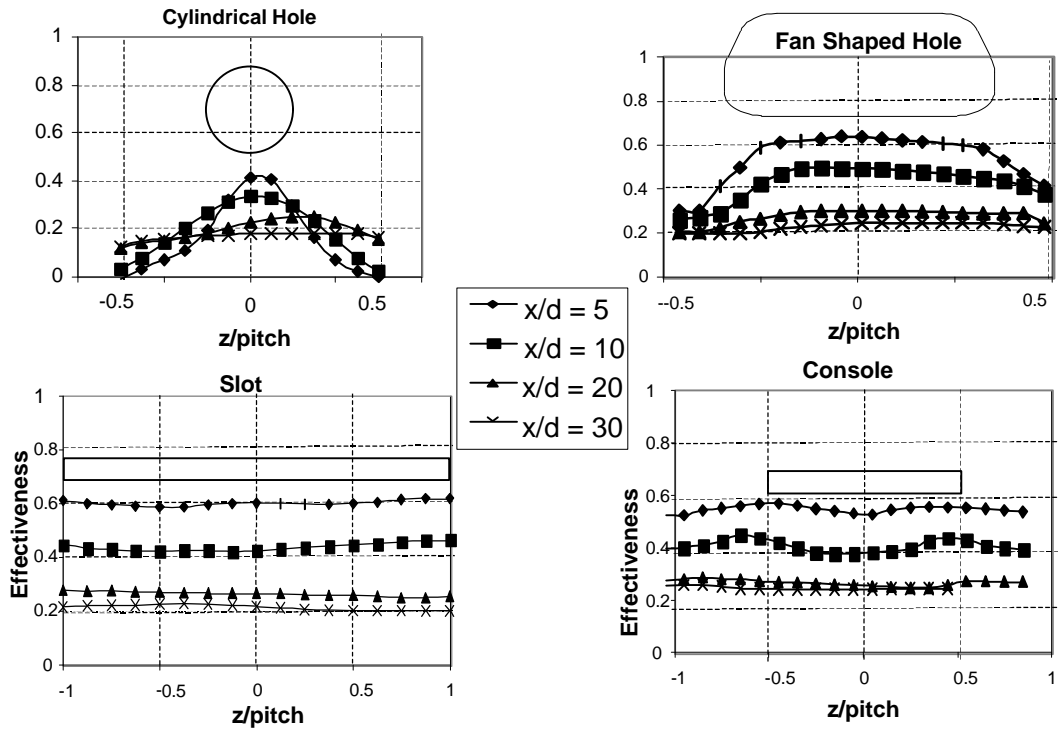 Cylindrical Hole
1
0.8
0.6
0.4
0.2
0
-0.5
0
0.5
z/pitch
Fan Shaped Hole
1
0.8
0.6
0.4
0.2
0
--0.5
0
0.5
z/pitch
x/d = 5
x/d = 10
x/d = 20
x/d = 30
Slot
Effectiveness
1
0.8
0.6
0.4
0.2
0
-1
-0.5
0
0.5
1
z/pitch
Console
Effectiveness
1
0.8
0.6
0.4
0.2
0
-1
-0.5
0
0.5
1
z/pitch